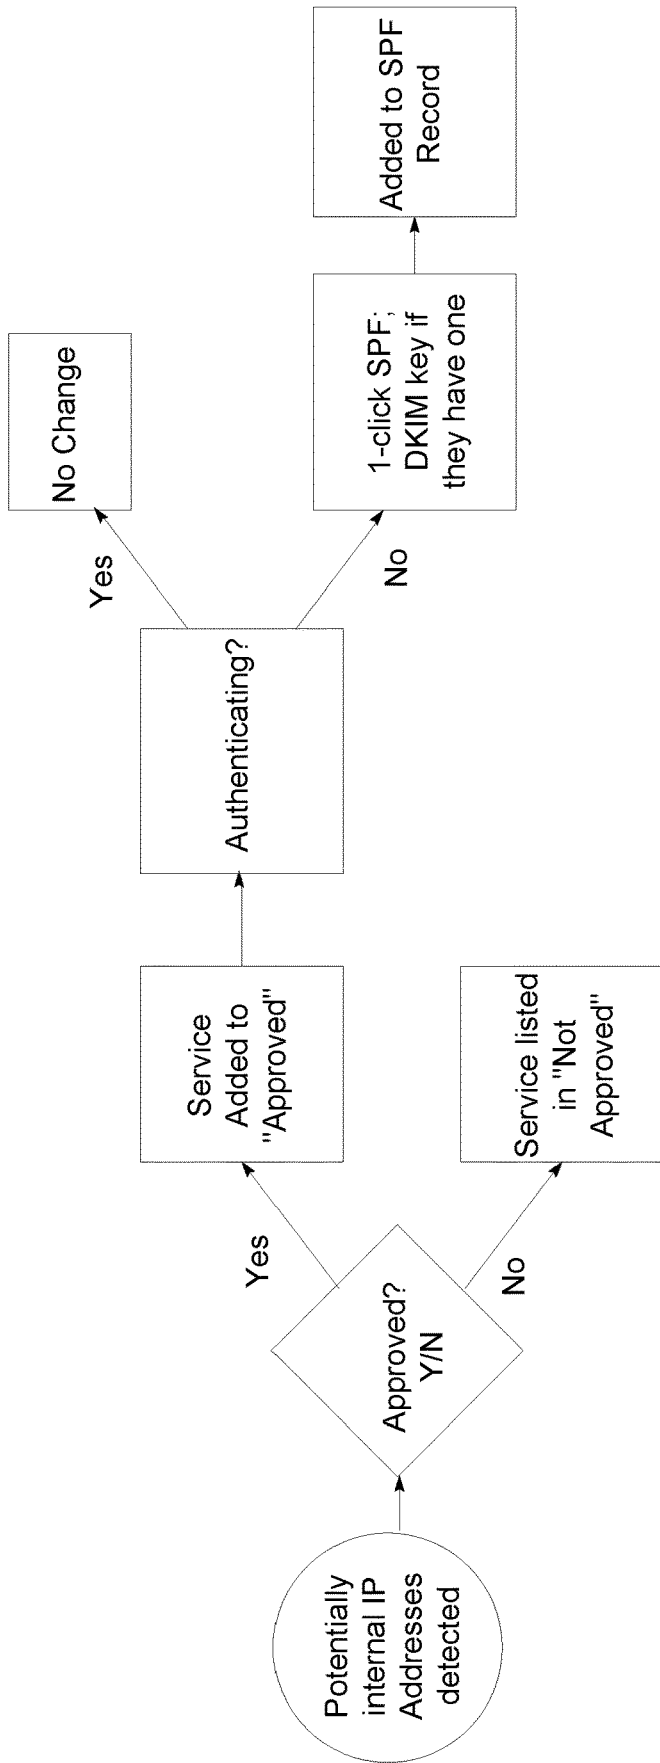 Potentially
internal IP
Addresses
detected
Approved?
Y/N
Yes
No
Service
Added to
"Approved"
Service listed
in "Not
Approved"
Authenticating?
Yes
No
No Change
1-click SPF;
DKIM key if
they have one
Added to SPF
Record